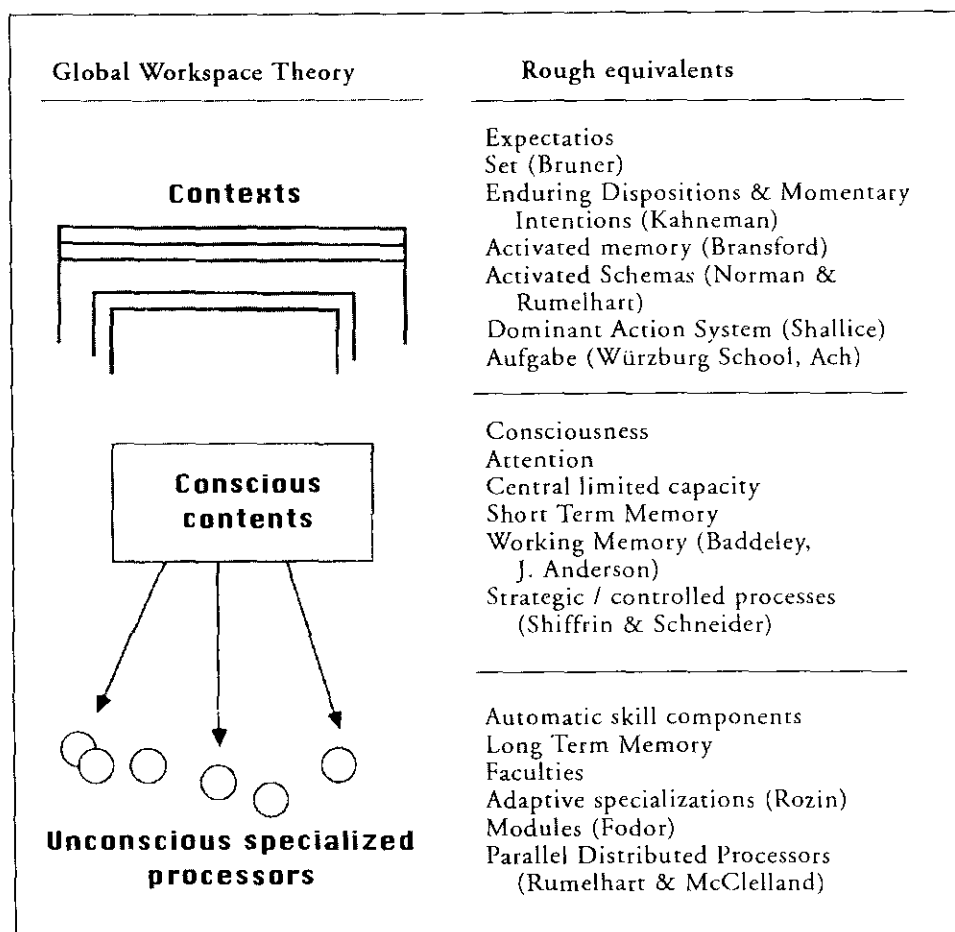 Global Workspace Theory
Rough equivalents
Contexts
Expectatios
Set (Bruner)
Enduring Dispositions & Momentary
Intentions (Kahneman)
Activated memory (Bransford)
Activated Schemas (Norman &
Rumelhart)
Dominant Action System (Shallice)
Aufgabe (Würzburg School, Ach)
Conscious
contents
Consciousness
Attention
Central limited capacity
Short Term Memory
Working Memory (Baddeley,
J. Anderson)
Strategic / controlled processes
(Shiffrin & Schneider)
Unconscious specialized
processors
Automatic skill components
Long Term Memory
Faculties
Adaptive specializations (Rozin)
Modules (Fodor)
Parallel Distributed Processors
(Rumelhart & McClelland)